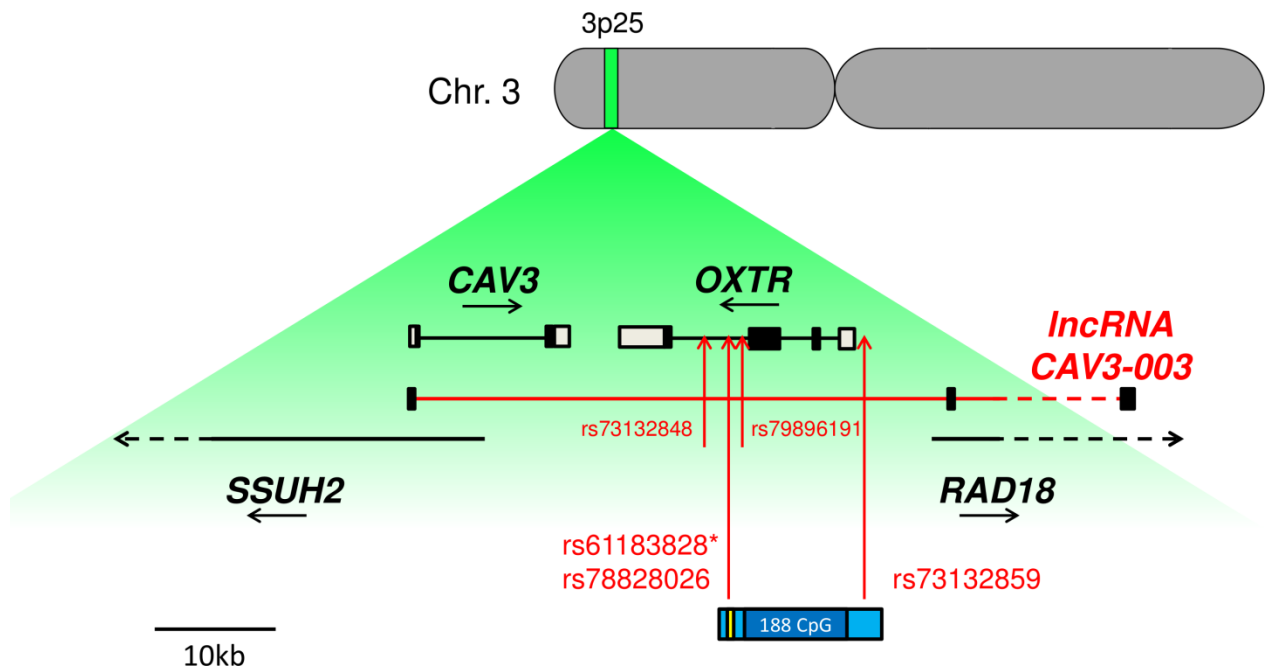 3p25
Chr. 3
CAV3
OXTR
lncRNA
CAV3-003
rs73132848
rs79896191
SSUH2
RAD18
rs61183828*
rs78828026
rs73132859
188 CpG
10kb